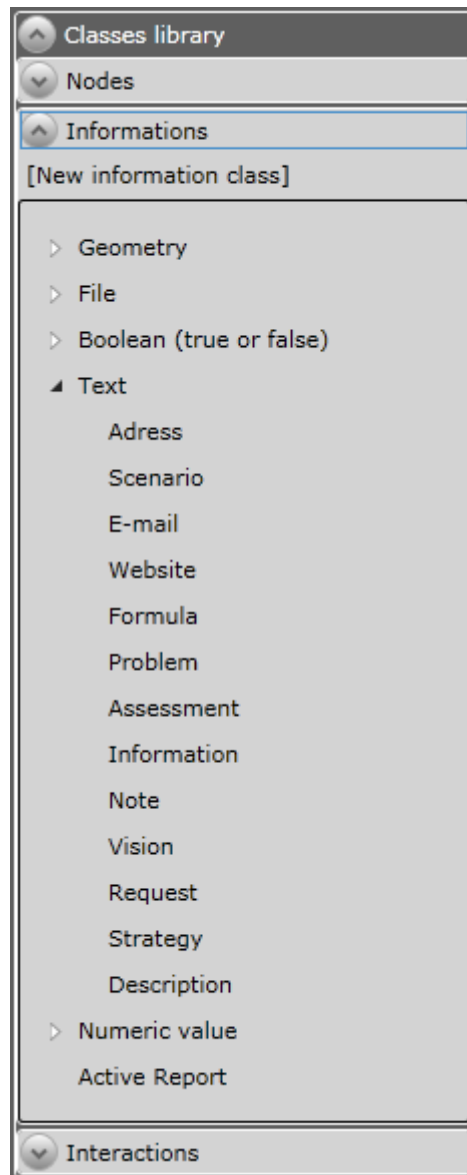 Classes library
Nodes
Informations
[New information class]
Geometry
File
Boolean (true or false)
Text
Adress
Scenario
E-mail
Website
Formula
Problem
Assessment
Information
Note
Vision
Request
Strategy
Description
Numeric value
Active Report
Interactions